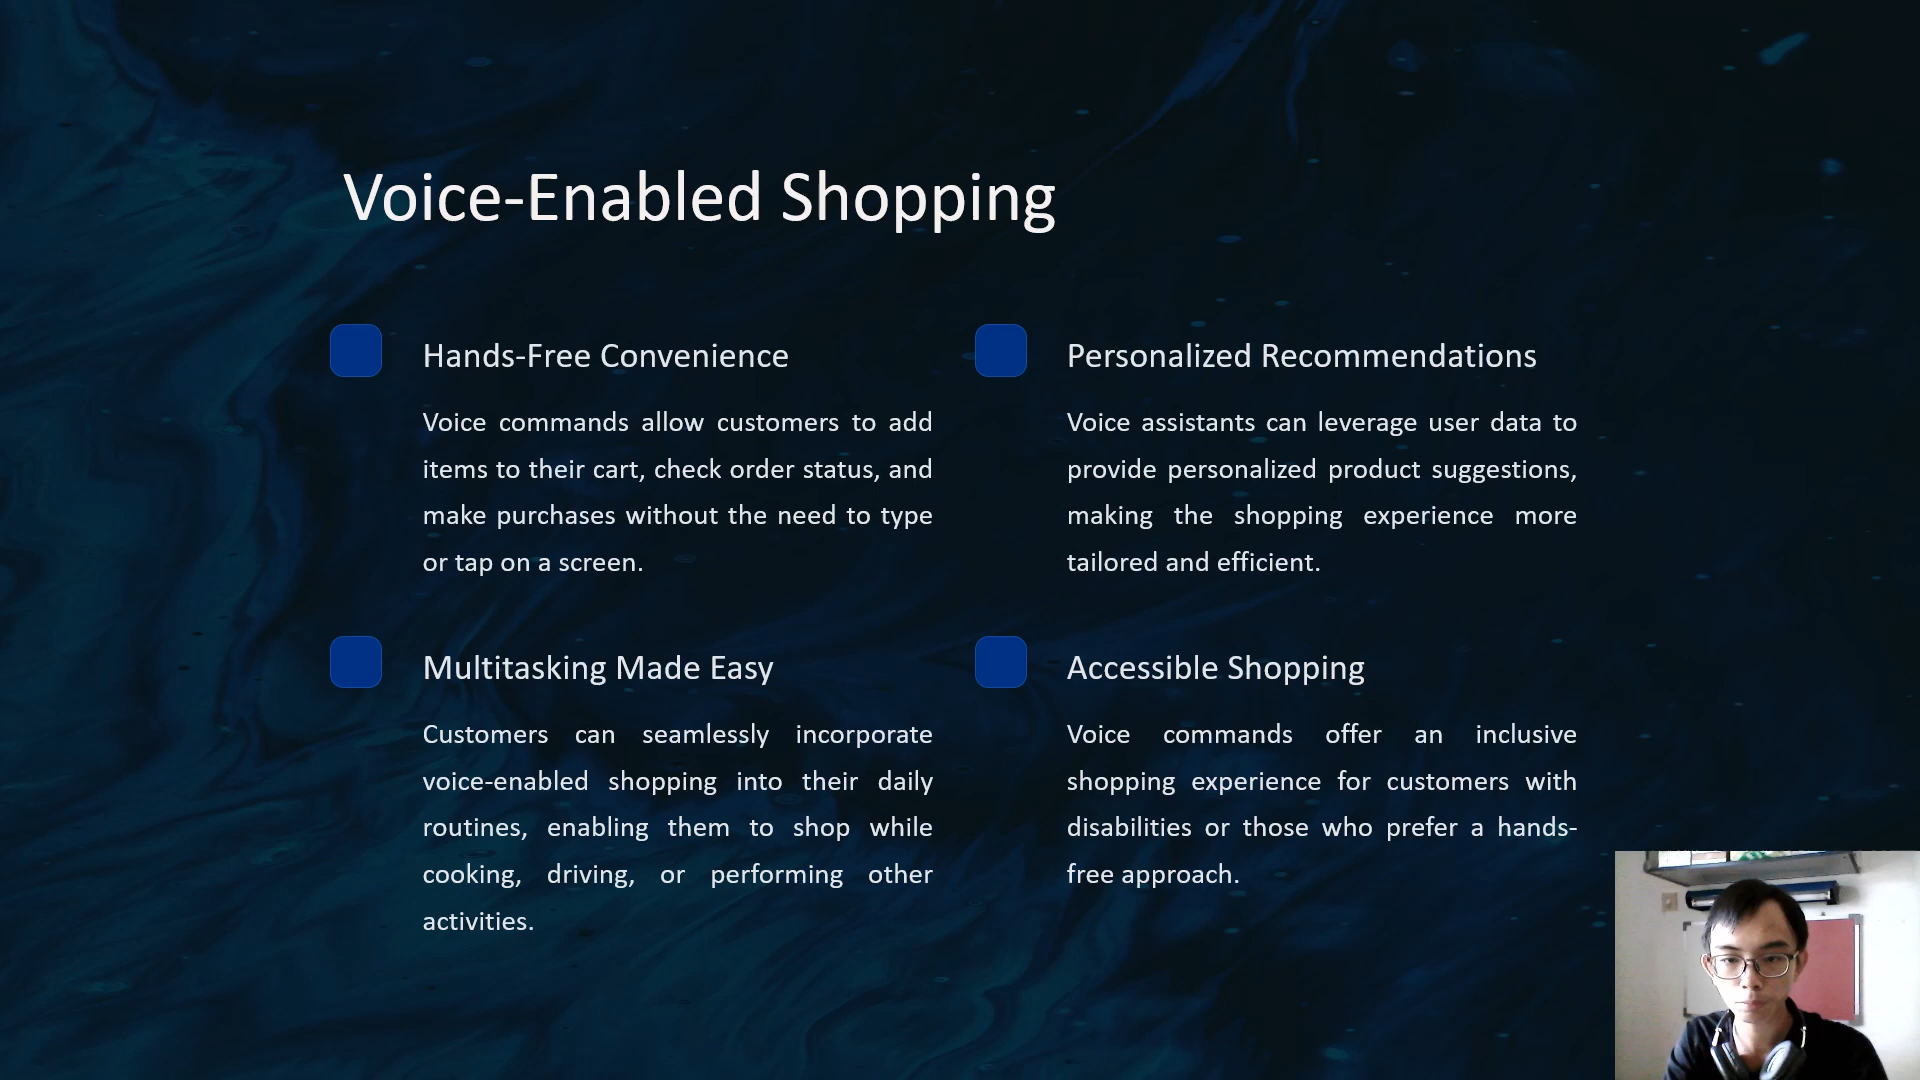 Voice-Enabled Shopping
Hands-Free Convenience
Voice commands allow customers to add
items to their cart, check order status, and
make purchases without the need to type
or tap on a screen.
Personalized Recommendations
Voice assistants can leverage user data to
provide personalized product suggestions,
making the shopping experience more
tailored and efficient.
Multitasking Made Easy
Customers can seamlessly incorporate
voice-enabled shopping into their daily
routines, enabling them to shop while
cooking, driving, or performing other
activities.
Accessible Shopping
Voice commands offer an inclusive
shopping experience for customers with
disabilities or those who prefer a hands-
free approach.